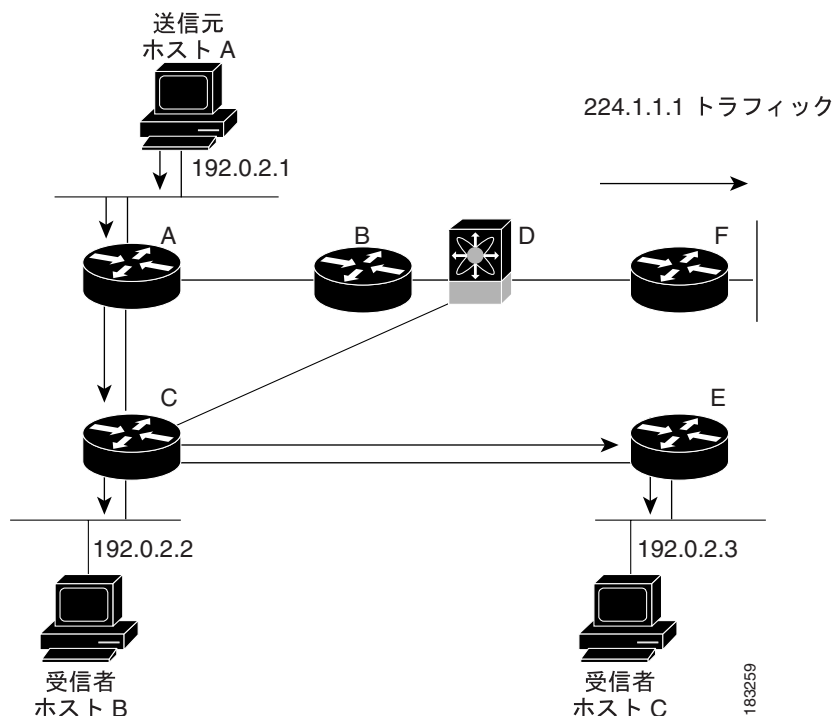 送信元
ホスト A
224.1.1.1 トラフィック
192.0.2.1
A
B
D
F
C
E
192.0.2.2
192.0.2.3
受信者
ホスト B
受信者
ホスト C
183259